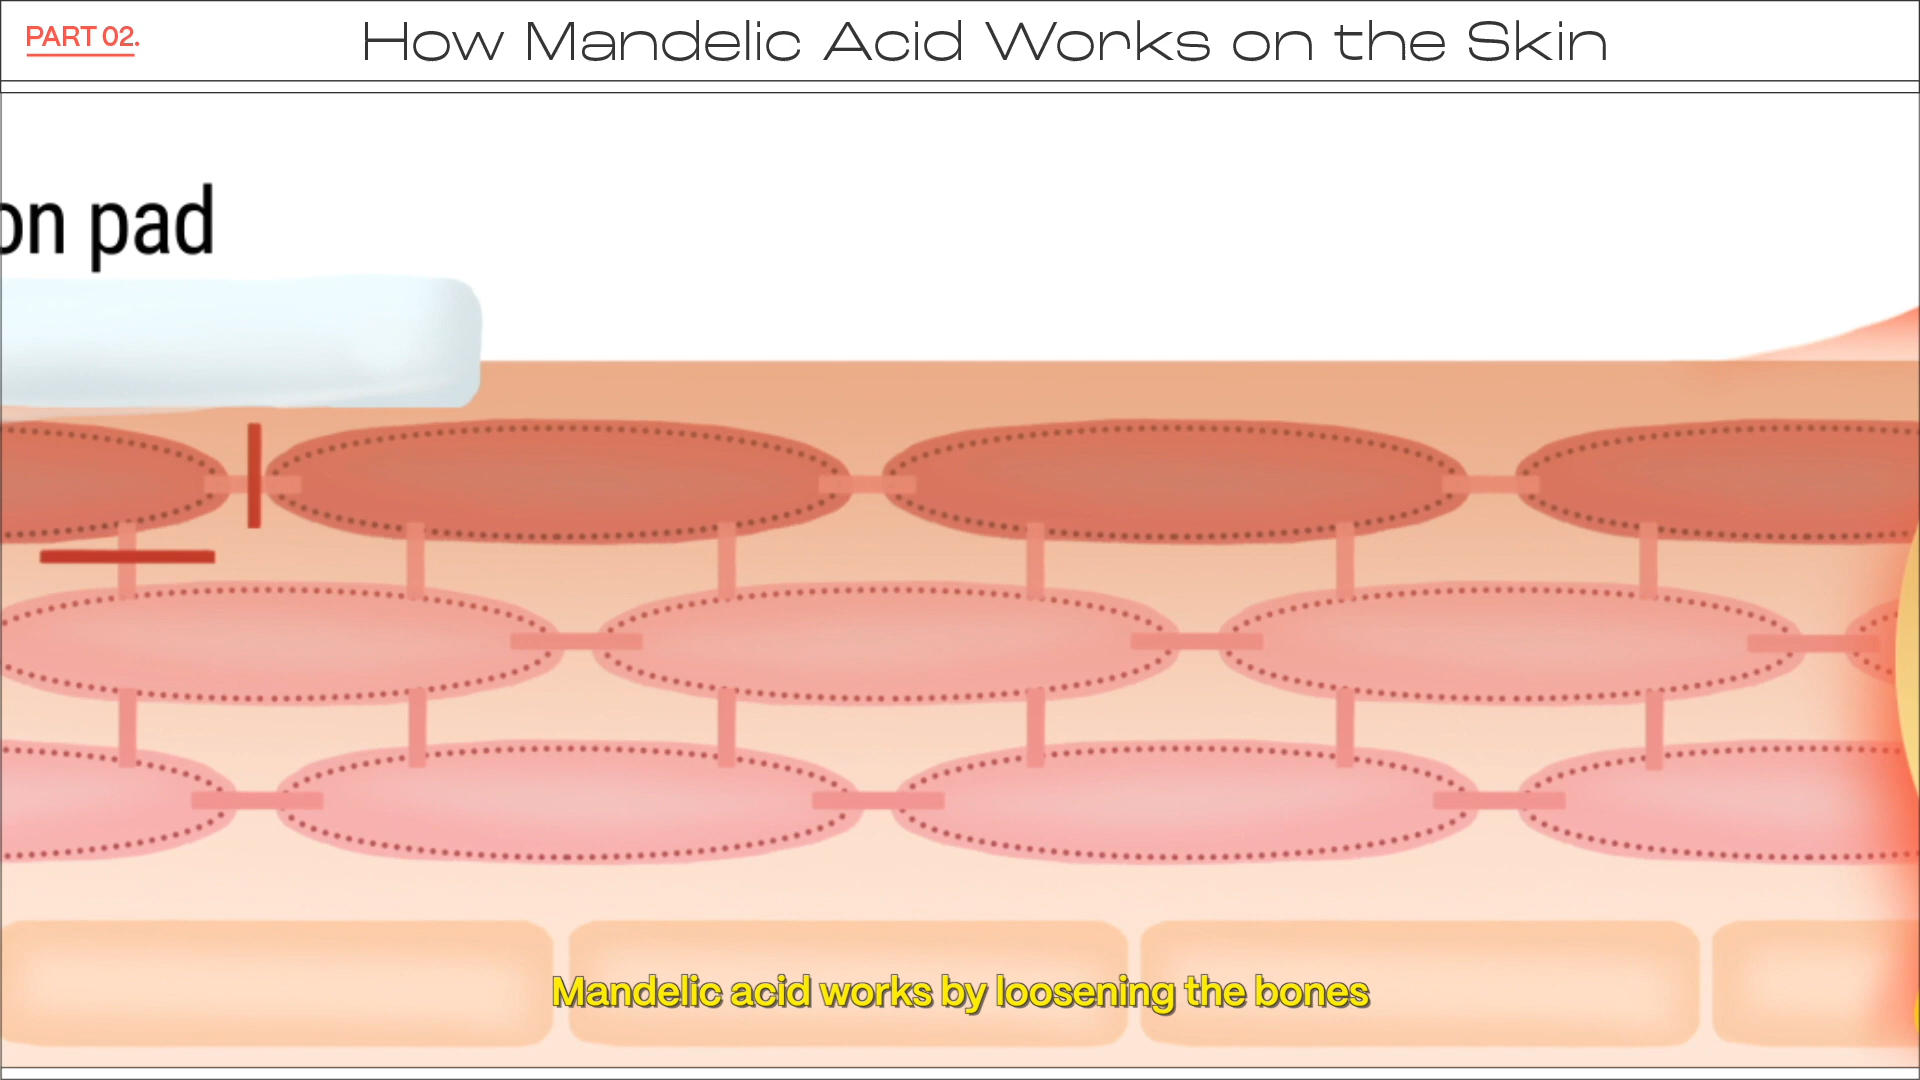 PART 02.
How Mandelic Acid Works on the Skin
on pad
Mandelic acid works by loosening the bones